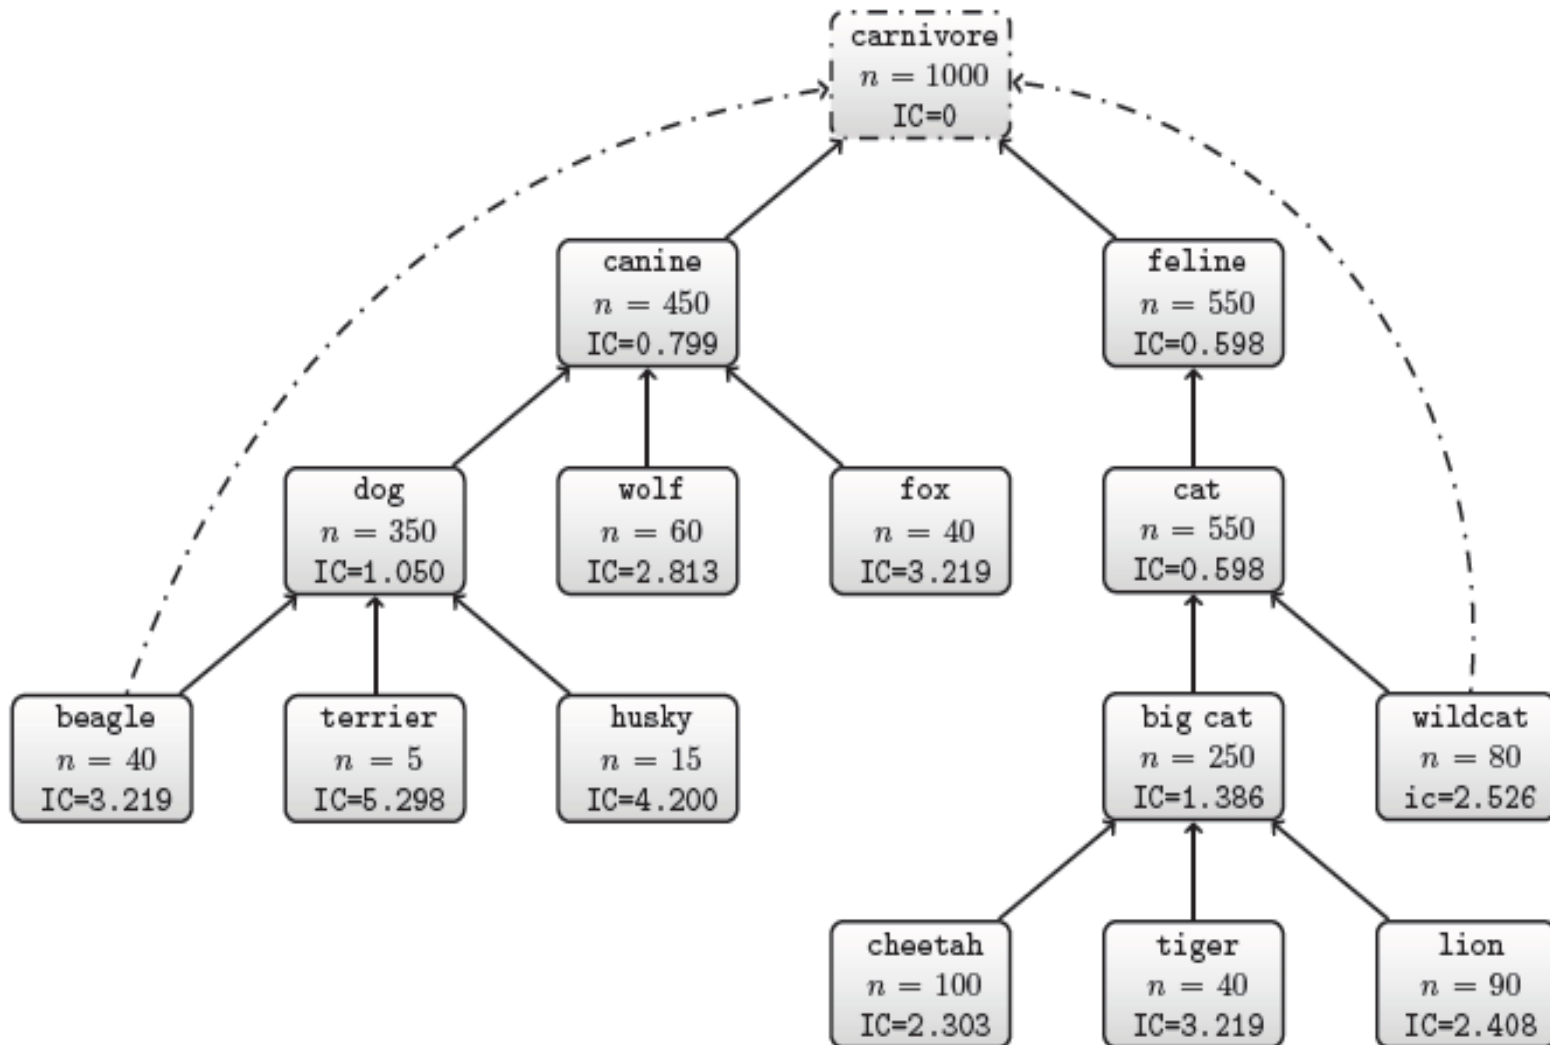 carnivore
n = 1000
IC=0
canine
n = 450
IC=0.799
feline
n = 550
IC=0.598
dog
n = 350
IC=1.050
wolf
n = 60
IC=2.813
fox
n = 40
IC=3.219
cat
n = 550
IC=0.598
beagle
n = 40
IC=3.219
terrier
n = 5
IC=5.298
husky
n = 15
IC=4.200
big cat
n = 250
IC=1.386
wildcat
n = 80
ic=2.526
cheetah
n = 100
IC=2.303
tiger
n = 40
IC=3.219
lion
n = 90
IC=2.408